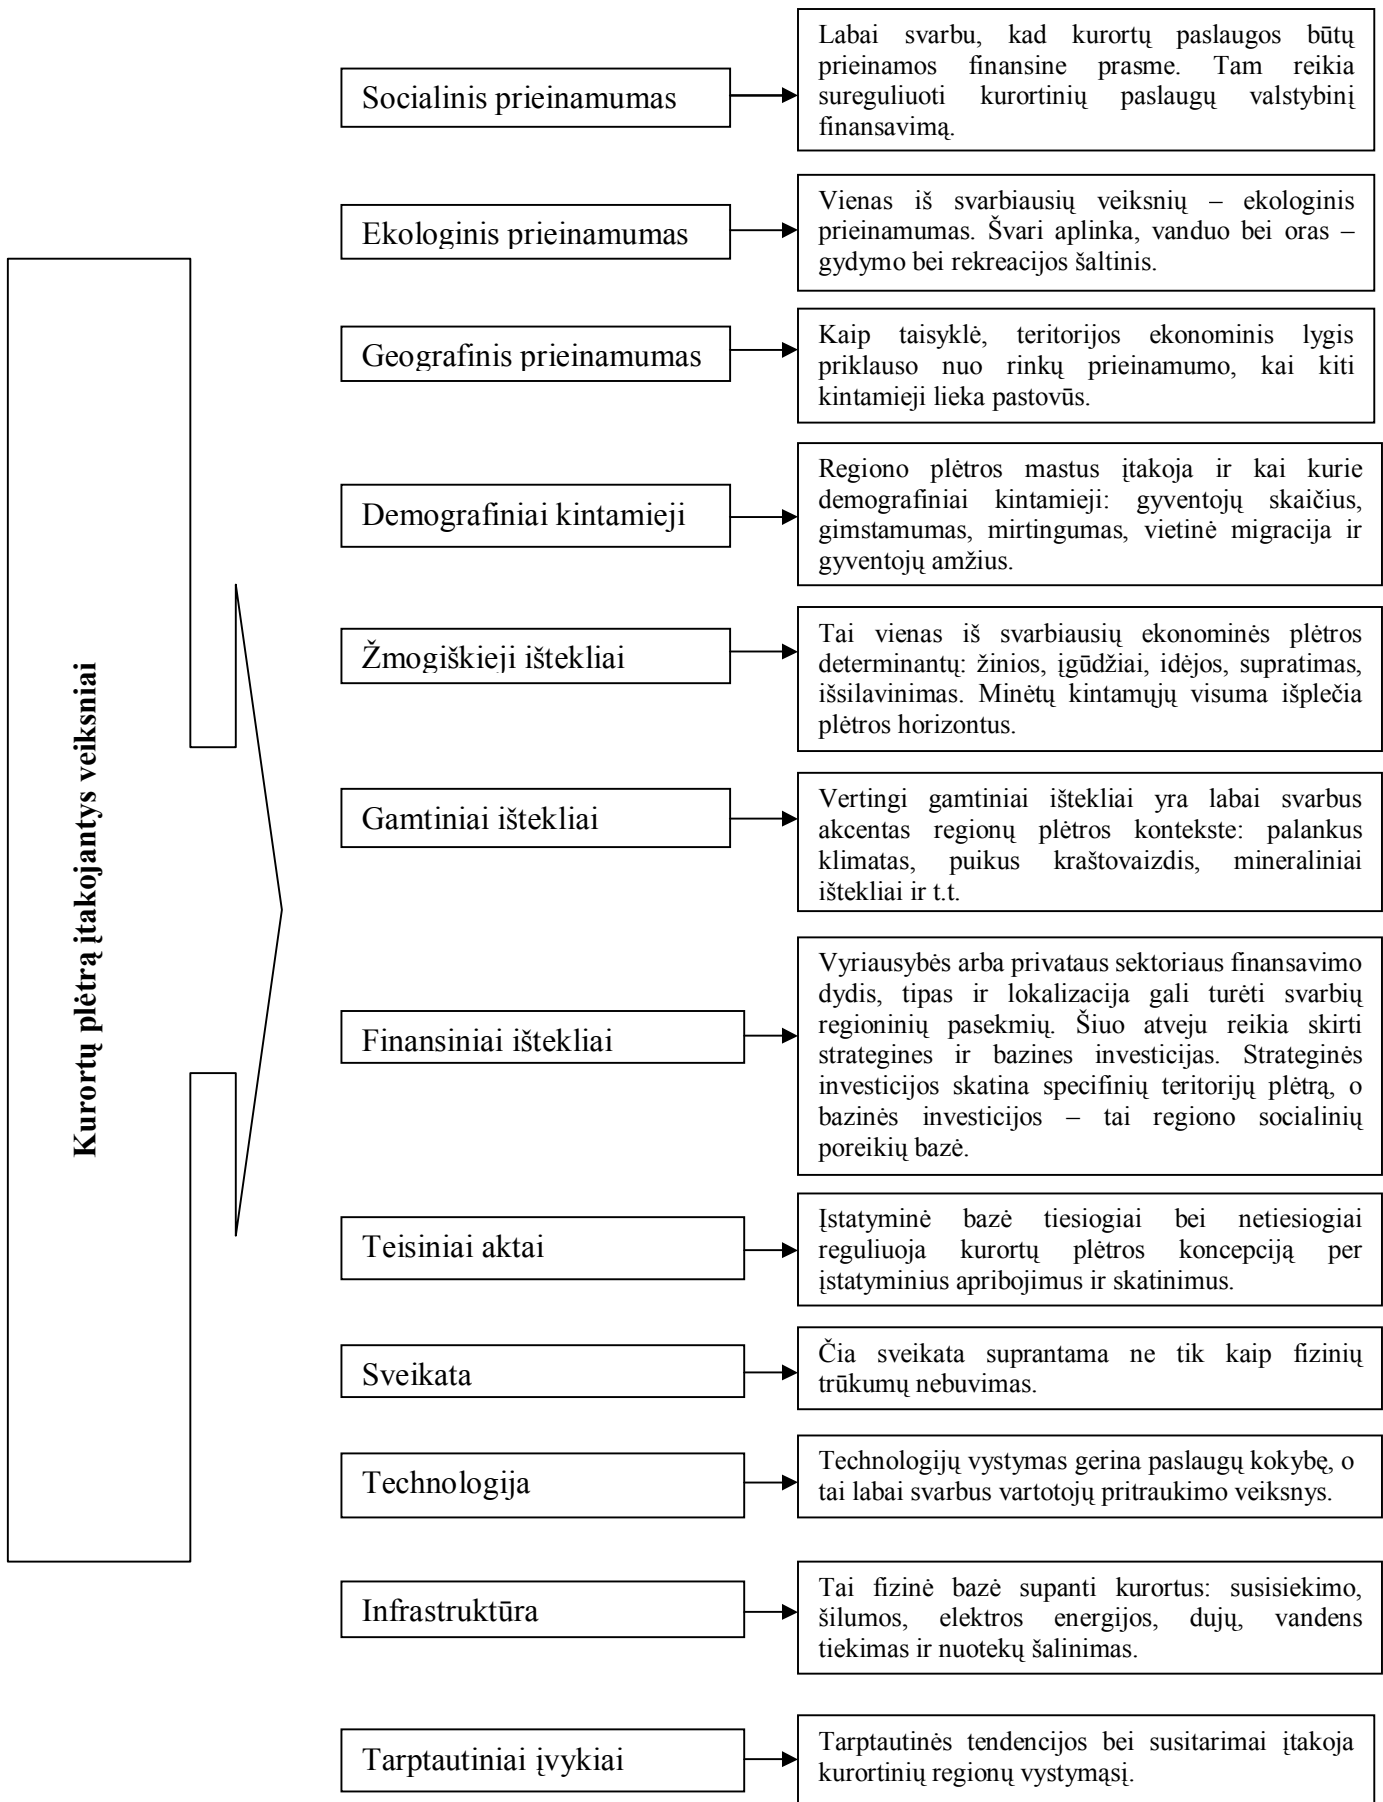 Kurortų plėtrą įtakojantys veiksniai
Socialinis prieinamumas
Labai svarbu, kad kurortų paslaugos būtų
prieinamos finansine prasme. Tam reikia
sureguliuoti kurortinių paslaugų valstybinį
finansavimą.
Ekologinis prieinamumas
Vienas iš svarbiausių veiksnių – ekologinis
prieinamumas. Švari aplinka, vanduo bei oras –
gydymo bei rekreacijos šaltinis.
Geografinis prieinamumas
Kaip taisyklė, teritorijos ekonominis lygis
priklauso nuo rinkų prieinamumo, kai kiti
kintamieji lieka pastovūs.
Demografiniai kintamieji
Regiono plėtros mastus įtakoja ir kai kurie
demografiniai kintamieji: gyventojų skaičius,
gimstamumas, mirtingumas, vietinė migracija ir
gyventojų amžius.
Žmogiškieji ištekliai
Tai vienas iš svarbiausių ekonominės plėtros
determinantų: žinios, įgūdžiai, idėjos, supratimas,
išsilavinimas. Minėtų kintamųjų visuma išplečia
plėtros horizontus.
Gamtiniai ištekliai
Vertingi gamtiniai ištekliai yra labai svarbus
akcentas regionų plėtros kontekste: palankus
klimatas, puikus kraštovaizdis, mineraliniai
ištekliai ir t.t.
Finansiniai ištekliai
Vyriausybės arba privataus sektoriaus finansavimo
dydis, tipas ir lokalizacija gali turėti svarbių
regioninių pasekmių. Šiuo atveju reikia skirti
strategines ir bazines investicijas. Strateginės
investicijos skatina specifinių teritorijų plėtrą, o
bazinės investicijos – tai regiono socialinių
poreikių bazė.
Teisiniai aktai
Įstatyminė bazė tiesiogiai bei netiesiogiai
reguliuoja kurortų plėtros koncepciją per
įstatyminius apribojimus ir skatinimus.
Sveikata
Čia sveikata suprantama ne tik kaip fizinių
trūkumų nebuvimas.
Technologija
Technologijų vystymas gerina paslaugų kokybę, o
tai labai svarbus vartotojų pritraukimo veiksnys.
Infrastruktūra
Tai fizinė bazė supanti kurortus: susisiekimo,
šilumos, elektros energijos, dujų, vandens
tiekimas ir nuotekų šalinimas.
Tarptautiniai įvykiai
Tarptautinės tendencijos bei susitarimai įtakoja
kurortinių regionų vystymąsį.